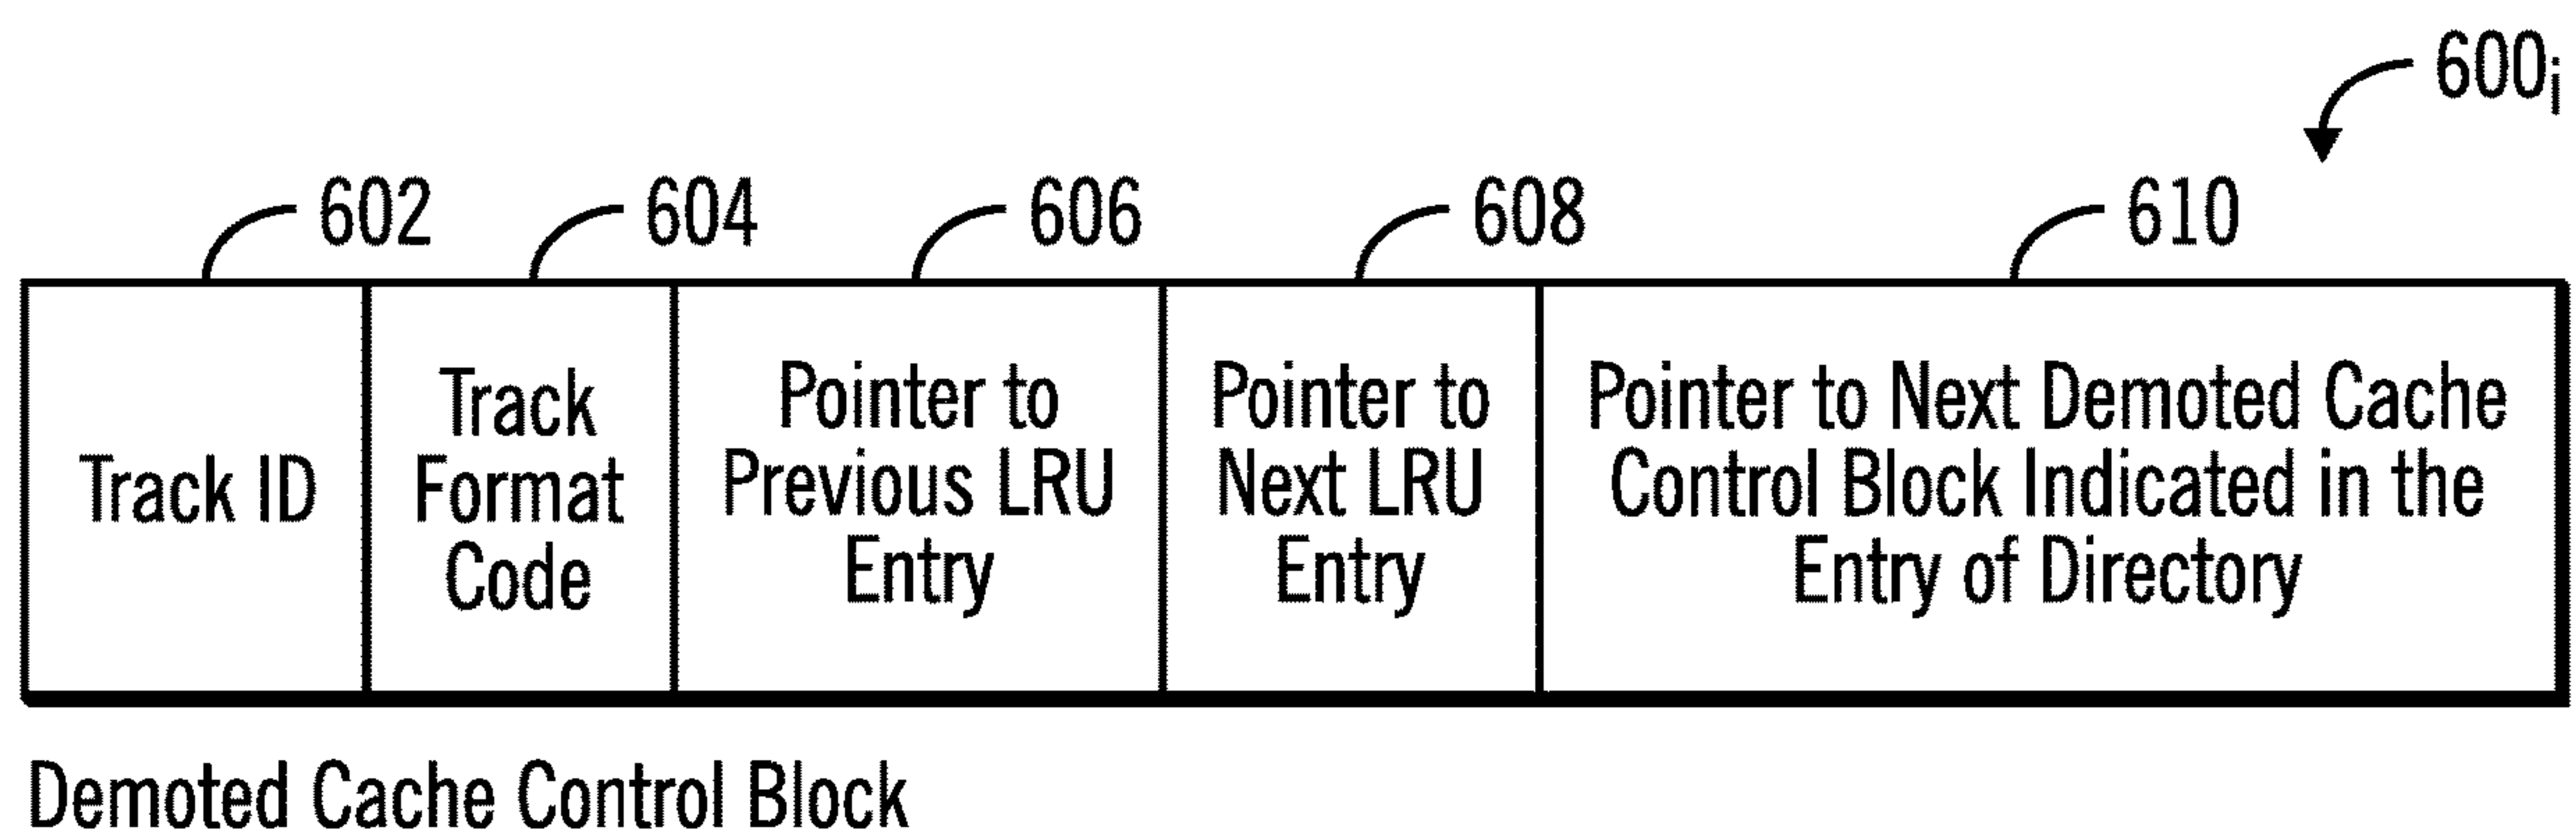 600i
602
604
606
608
610
Track ID
Track
Format
Code
Pointer to
Previous LRU
Entry
Pointer to
Next LRU
Entry
Pointer to Next Demoted Cache
Control Block Indicated in the
Entry of Directory
Demoted Cache Control Block